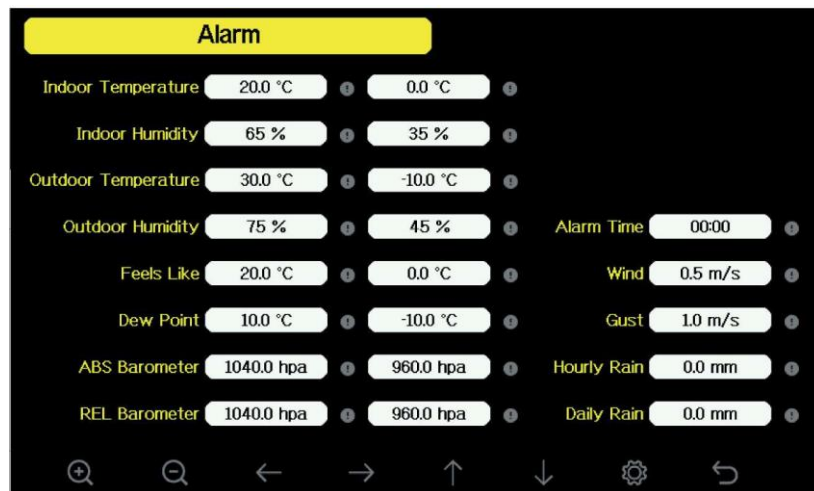 Alarm
Indoor Temperature 20.0 °C 0.0 °C
Indoor Humidity 65 % 35 %
Outdoor Temperature 30.0 °C -10.0 °C
Outdoor Humidity 75 % 45 % Alarm Time 00:00
Feels Like 20.0 °C 0.0 °C Wind 0.5 m/s
Dew Point 10.0 °C -10.0 °C Gust 1.0 m/s
ABS Barometer 1040.0 hpa 960.0 hpa Hourly Rain 0.0 mm
REL Barometer 1040.0 hpa 960.0 hpa Daily Rain 0.0 mm